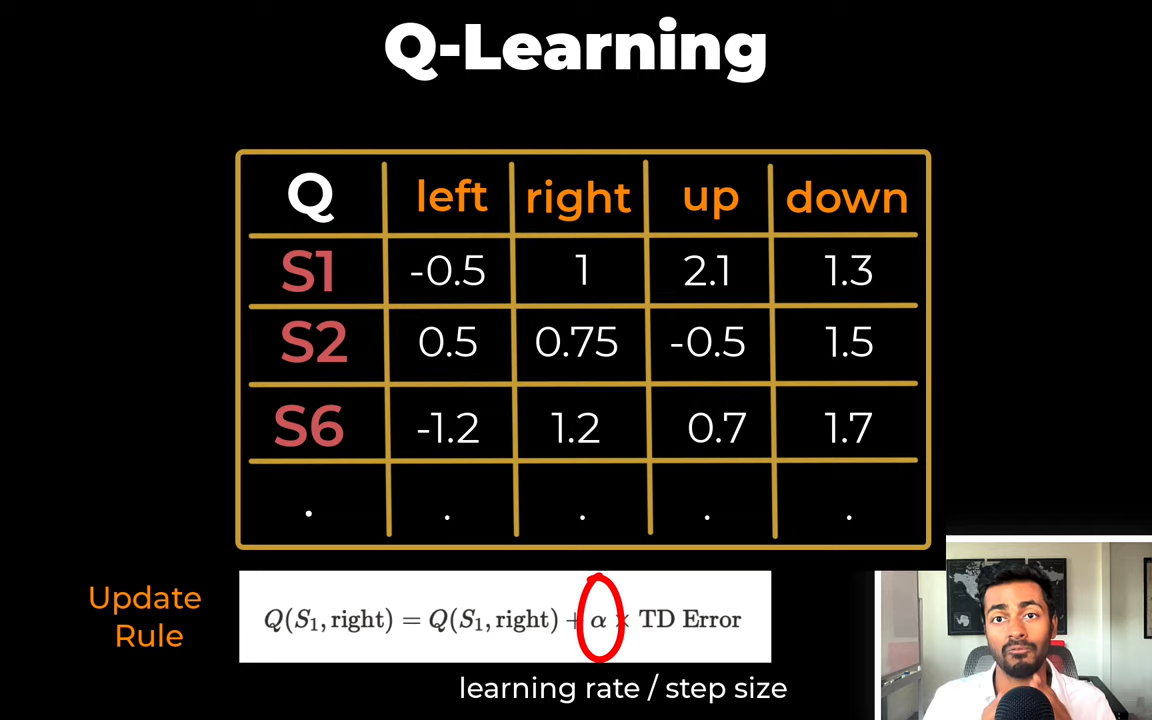 Q-Learning
Q left right up down
S1 -0.5 1 2.1 1.3
S2 0.5 0.75 -0.5 1.5
S6 -1.2 1.2 0.7 1.7
. . . . .
Update
Rule
Q(S₁, right) = Q(S₁, right) + α × TD Error
learning rate / step size